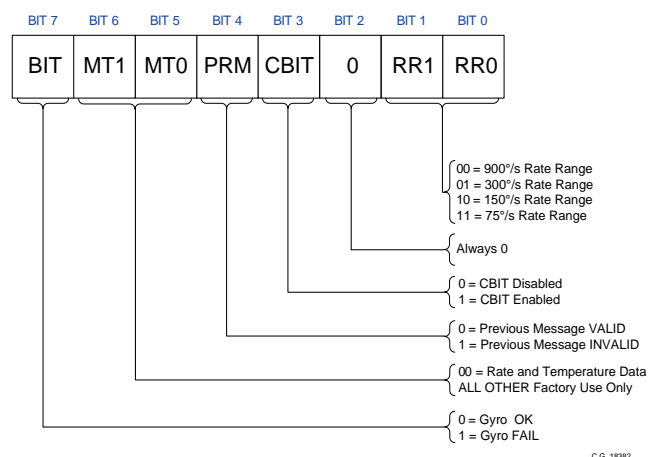 BIT 7 BIT 6 BIT 5 BIT 4 BIT 3 BIT 2 BIT 1 BIT 0
BIT MT1 MT0 PRM CBIT 0 RR1 RR0
00 = 900°/s Rate Range
01 = 300°/s Rate Range
10 = 150°/s Rate Range
11 = 75°/s Rate Range
Always 0
0 = CBIT Disabled
1 = CBIT Enabled
0 = Previous Message VALID
1 = Previous Message INVALID
00 = Rate and Temperature Data
ALL OTHER Factory Use Only
0 = Gyro OK
1 = Gyro FAIL
C.G. 18382